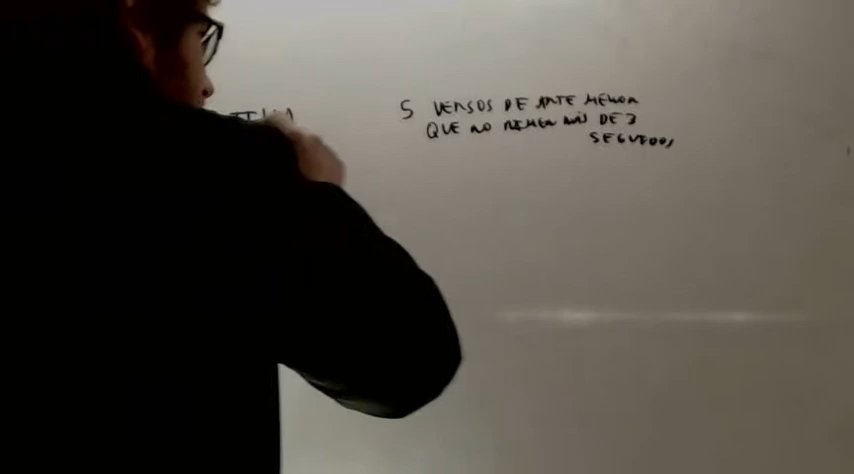 5 VERSOS DE ARTE MENOR
QUE NO RIMEN MÁS DE 3
SEGUIDOS